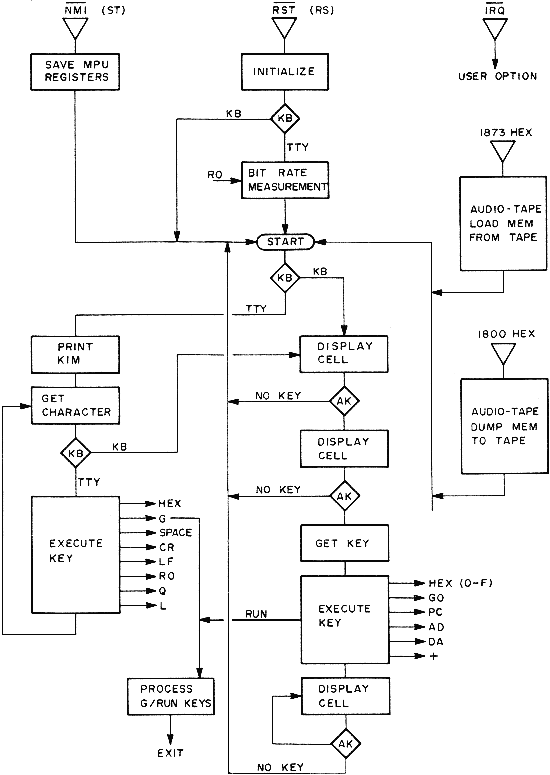 NMI (ST)
RST (RS)
IRQ
SAVE MPU
REGISTERS
INITIALIZE
USER OPTION
KB
KB
TTY
1873 HEX
RO
BIT RATE
MEASUREMENT
AUDIO-TAPE
LOAD MEM
FROM TAPE
START
KB
KB
TTY
PRINT
KIM
DISPLAY
CELL
1800 HEX
GET
CHARACTER
NO KEY
AK
AUDIO-TAPE
DUMP MEM
TO TAPE
KB
KB
DISPLAY
CELL
TTY
NO KEY
AK
EXECUTE
KEY
HEX
G
SPACE
CR
LF
RO
Q
L
GET KEY
RUN
EXECUTE
KEY
HEX (0-F)
GO
PC
AD
DA
+
PROCESS
G/RUN KEYS
DISPLAY
CELL
EXIT
AK
NO KEY